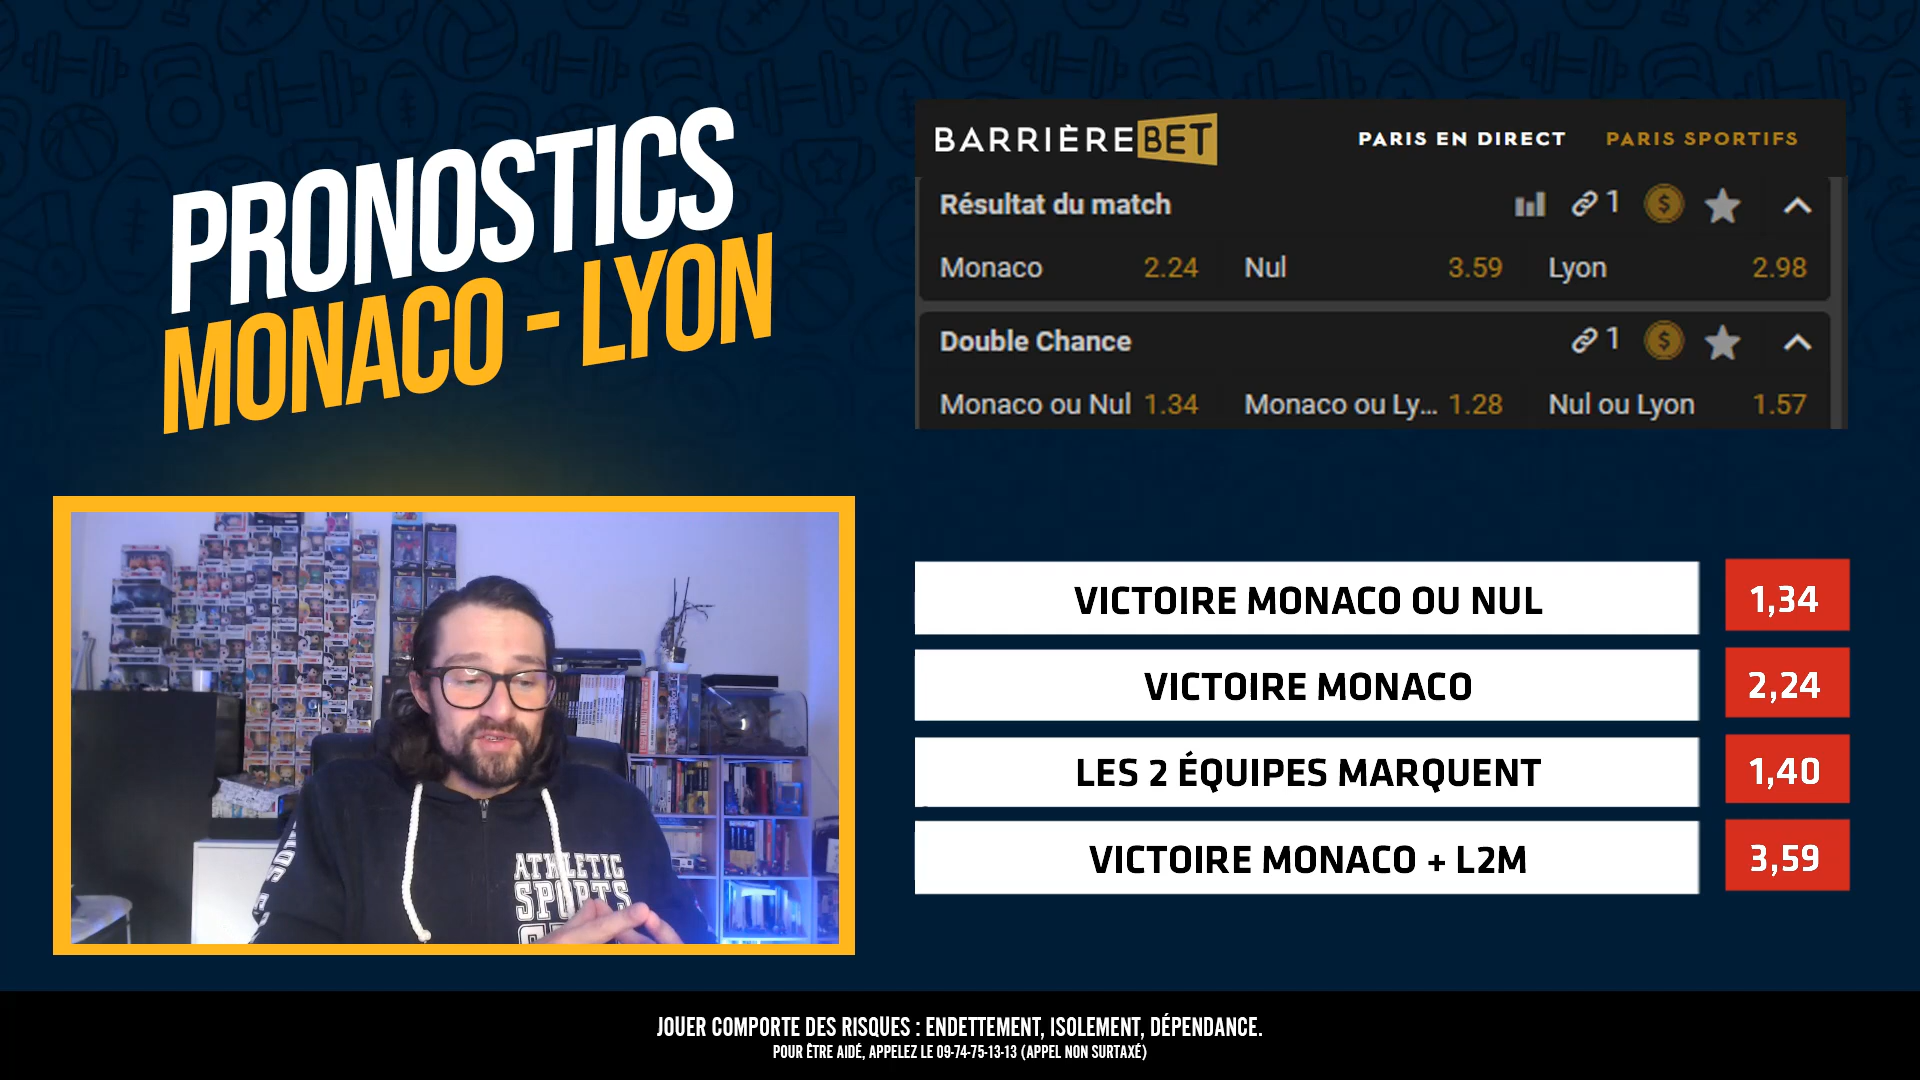 PRONOSTICS
MONACO - LYON
BARRIÈREBET PARIS EN DIRECT PARIS SPORTIFS
Résultat du match 1
Monaco 2.24 Nul 3.59 Lyon 2.98
Double Chance 1
Monaco ou Nul 1.34 Monaco ou Ly... 1.28 Nul ou Lyon 1.57
VICTOIRE MONACO OU NUL 1,34
VICTOIRE MONACO 2,24
LES 2 ÉQUIPES MARQUENT 1,40
VICTOIRE MONACO + L2M 3,59
ATHLETIC
SPORTS
JOUER COMPORTE DES RISQUES : ENDETTEMENT, ISOLEMENT, DÉPENDANCE.
POUR ÊTRE AIDÉ, APPELEZ LE 09-74-75-13-13 (APPEL NON SURTAXÉ)